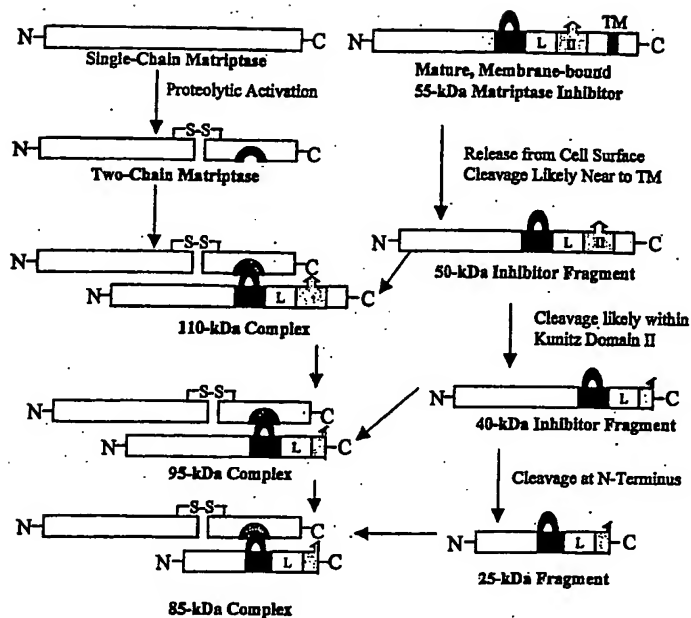 N C
Single-Chain Matriptase
Proteolytic Activation
S-S
N C
Two-Chain Matriptase
S-S
N C
N L C
110-kDa Complex
S-S
N C
N L C
95-kDa Complex
S-S
N C
N L C
85-kDa Complex
TM
N L II C
Mature, Membrane-bound
55-kDa Matriptase Inhibitor
Release from Cell Surface
Cleavage Likely Near to TM
N L II C
50-kDa Inhibitor Fragment
Cleavage likely within
Kunitz Domain II
N L C
40-kDa Inhibitor Fragment
Cleavage at N-Terminus
N L C
25-kDa Fragment